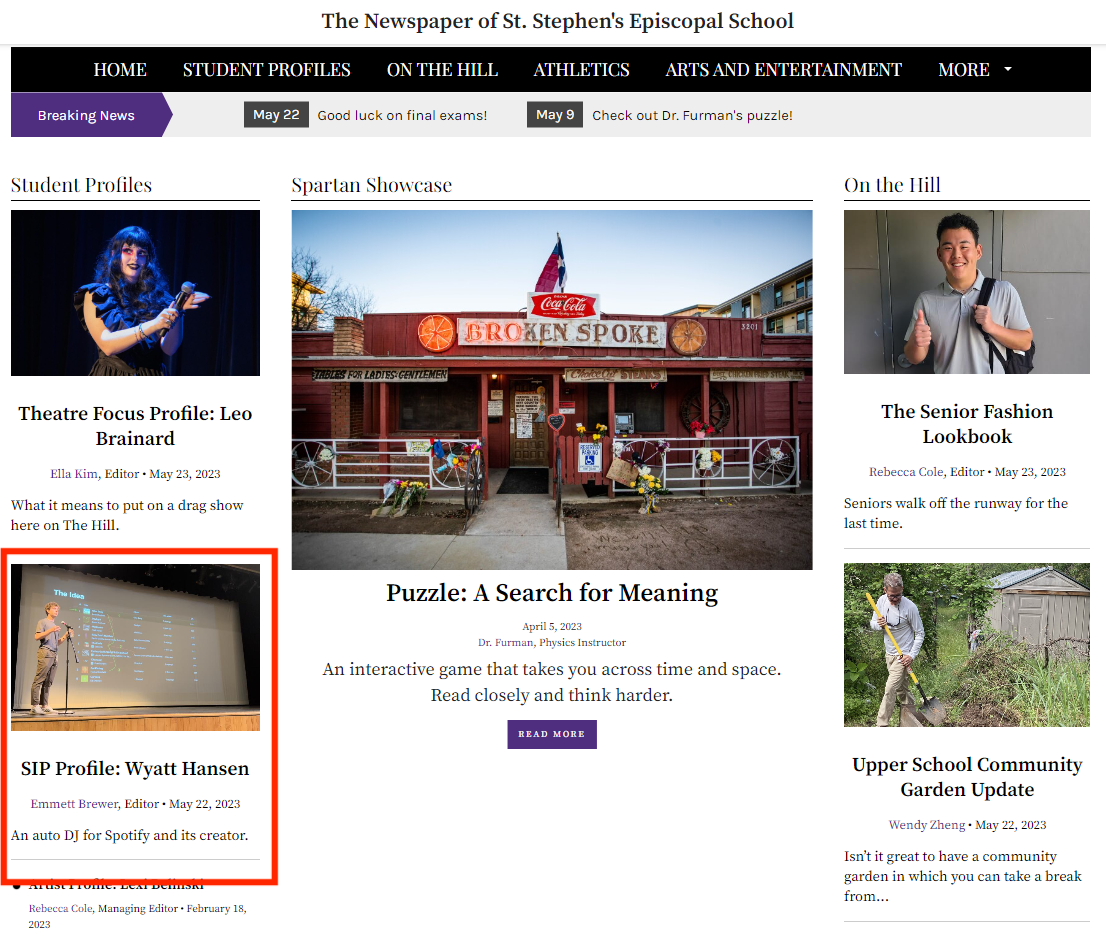 The Newspaper of St. Stephen's Episcopal School
HOME STUDENT PROFILES ON THE HILL ATHLETICS ARTS AND ENTERTAINMENT MORE
Breaking News May 22 Good luck on final exams! May 9 Check out Dr. Furman's puzzle!
Student Profiles
Theatre Focus Profile: Leo
Brainard
Ella Kim, Editor • May 23, 2023
What it means to put on a drag show
here on The Hill.
The Idea
SIP Profile: Wyatt Hansen
Emmett Brewer, Editor • May 22, 2023
An auto DJ for Spotify and its creator.
Artist Profile: Lexi Belinski
Rebecca Cole, Managing Editor • February 18,
2023
Spartan Showcase
Coca-Cola
BROKEN SPOKE
3201
TABLES FOR LADIES-GENTLEMEN
STEAKS
CHICKEN FRIED STEAK
RESERVED
PARKING
Puzzle: A Search for Meaning
April 5, 2023
Dr. Furman, Physics Instructor
An interactive game that takes you across time and space.
Read closely and think harder.
READ MORE
On the Hill
The Senior Fashion
Lookbook
Rebecca Cole, Editor • May 23, 2023
Seniors walk off the runway for the
last time.
Upper School Community
Garden Update
Wendy Zheng • May 22, 2023
Isn’t it great to have a community
garden in which you can take a break
from...